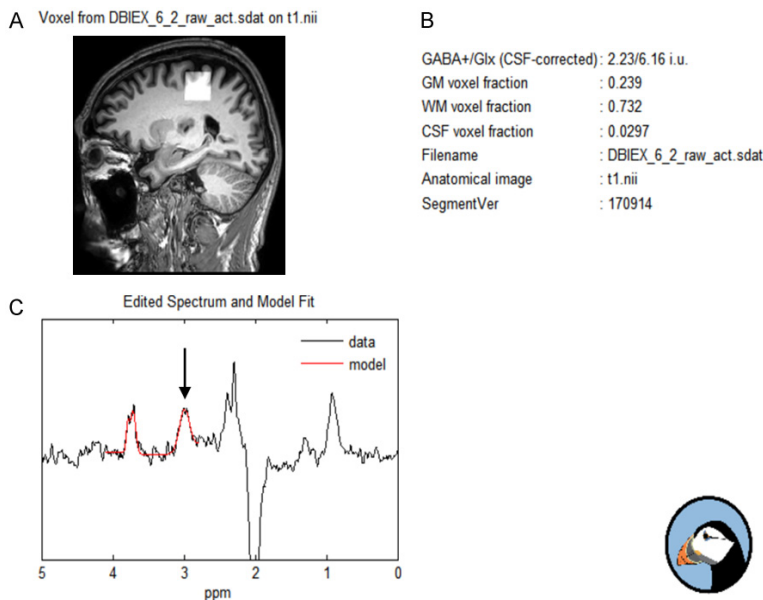 A
Voxel from DBIEX_6_2_raw_act.sdat on t1.nii
B
GABA+/Glx (CSF-corrected) : 2.23/6.16 i.u.
GM voxel fraction : 0.239
WM voxel fraction : 0.732
CSF voxel fraction : 0.0297
Filename : DBIEX_6_2_raw_act.sdat
Anatomical image : t1.nii
SegmentVer : 170914
C
Edited Spectrum and Model Fit
data
model
5 4 3 2 1 0
ppm